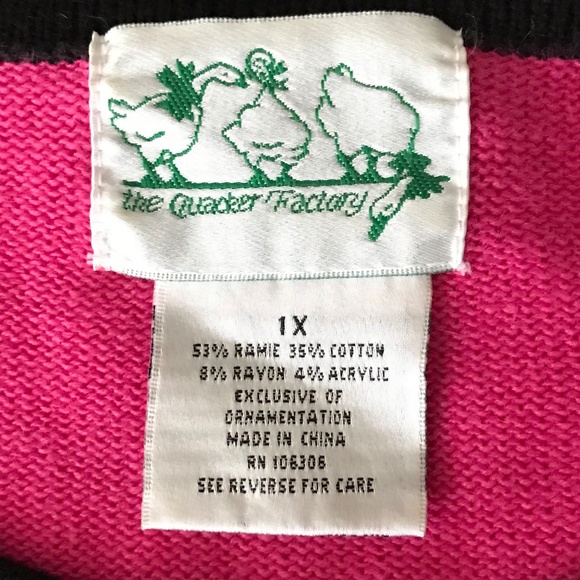 the Quacker Factory
1X
53% RAMIE 35% COTTON
8% RAYON 4% ACRYLIC
EXCLUSIVE OF
ORNAMENTATION
MADE IN CHINA
RN 106306
SEE REVERSE FOR CARE